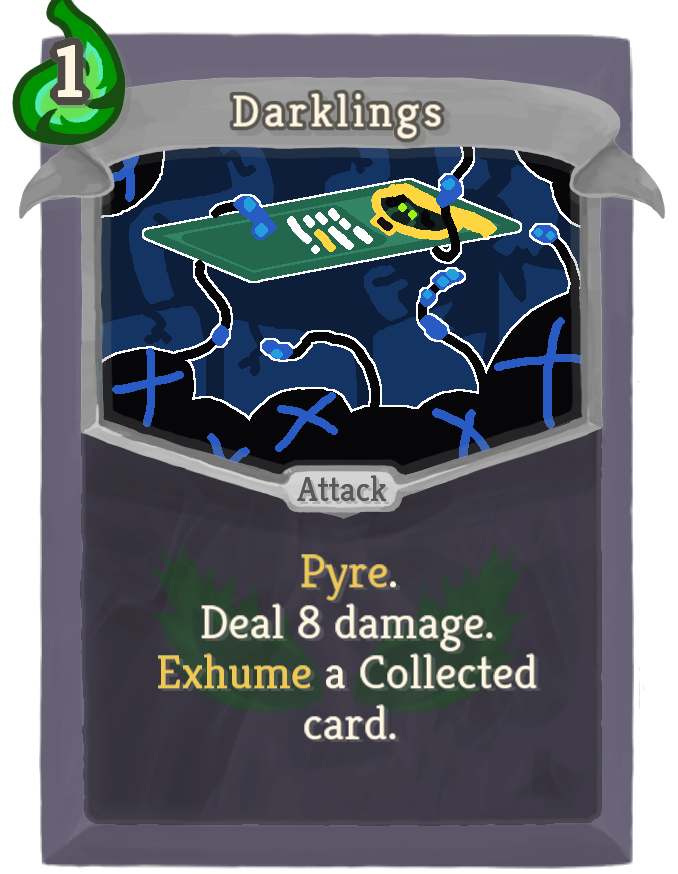 1
Darklings
Attack
Pyre.
Deal 8 damage.
Exhume a Collected
card.